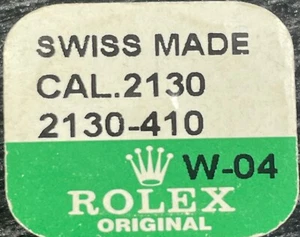 SWISS MADE
CAL.2130
2130-410
W-04
ROLEX
ORIGINAL